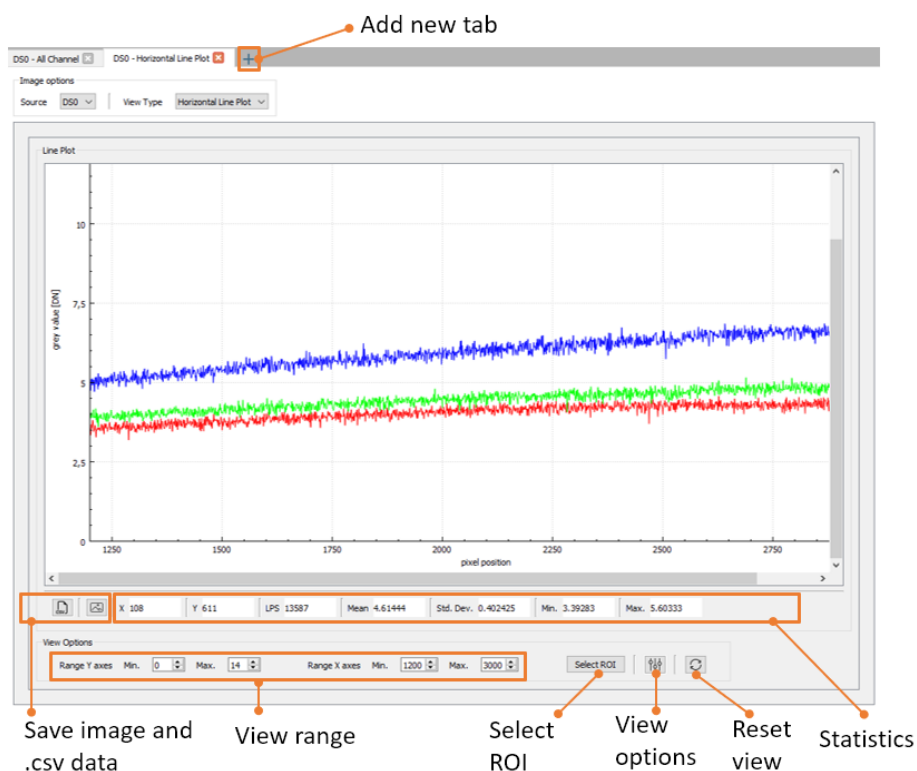 Add new tab
DS0 - All Channel DS0 - Horizontal Line Plot
Image options
Source DS0 View Type Horizontal Line Plot
Line Plot
10
7,5
5
2,5
0
grey value [DN]
1250 1500 1750 2000 2250 2500 2750
pixel position
X 108 Y 611 LPS 13587 Mean 4.61444 Std. Dev. 0.402425 Min. 3.39283 Max. 5.60333
View Options
Range Y axes Min. 0 Max. 14 Range X axes Min. 1200 Max. 3000 Select ROI
Save image and
.csv data
View range
Select
ROI
View
options
Reset
view
Statistics